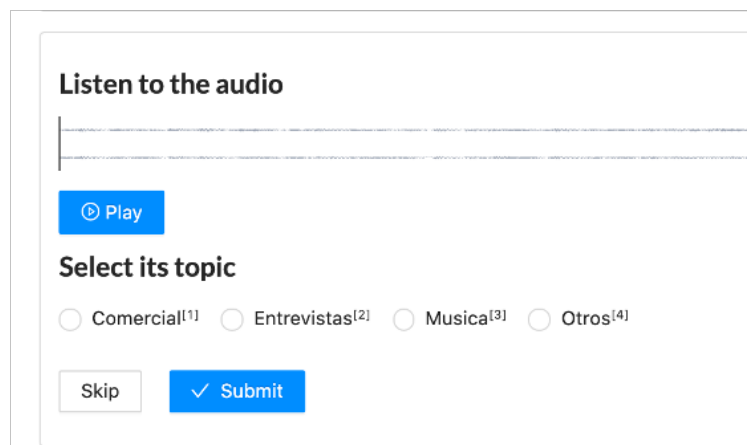 Listen to the audio
Play
Select its topic
Comercial[1] Entrevistas[2] Musica[3] Otros[4]
Skip Submit